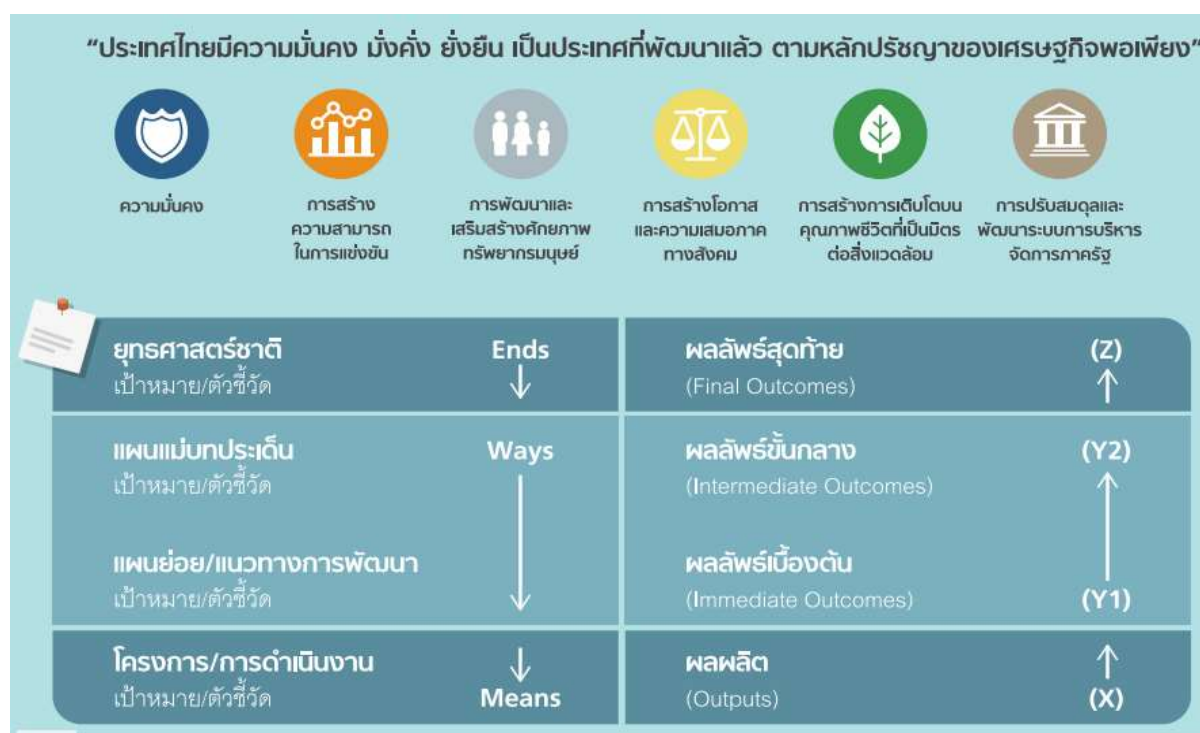 “ประเทศไทยมีความมั่นคง มั่งคั่ง ยั่งยืน เป็นประเทศที่พัฒนาแล้ว ตามหลักปรัชญาของเศรษฐกิจพอเพียง”
ความมั่นคง
การสร้าง
ความสามารถ
ในการแข่งขัน
การพัฒนาและ
เสริมสร้างศักยภาพ
ทรัพยากรมนุษย์
การสร้างโอกาส
และความเสมอภาค
ทางสังคม
การสร้างการเติบโตบน
คุณภาพชีวิตที่เป็นมิตร
ต่อสิ่งแวดล้อม
การปรับสมดุลและ
พัฒนาระบบการบริหาร
จัดการภาครัฐ
ยุทธศาสตร์ชาติ Ends
เป้าหมาย/ตัวชี้วัด
ผลลัพธ์สุดท้าย (Z)
(Final Outcomes)
แผนแม่บทประเด็น Ways
เป้าหมาย/ตัวชี้วัด
ผลลัพธ์ขั้นกลาง (Y2)
(Intermediate Outcomes)
แผนย่อย/แนวทางการพัฒนา
เป้าหมาย/ตัวชี้วัด
ผลลัพธ์เบื้องต้น
(Immediate Outcomes) (Y1)
โครงการ/การดำเนินงาน
เป้าหมาย/ตัวชี้วัด Means
ผลผลิต
(Outputs) (X)